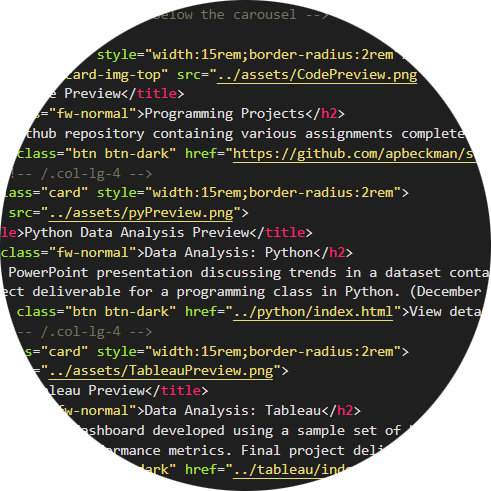 below the carousel -->
style="width:15rem;border-radius:2rem"
card-img-top" src="../assets/CodePreview.png
Preview</title>
"fw-normal">Programming Projects</h2>
repository containing various assignments complete
class="btn btn-dark" href="https://github.com/apbeckman/s
-- /.col-lg-4 -->
class="card" style="width:15rem;border-radius:2rem">
src="../assets/pyPreview.png">
>Python Data Analysis Preview</title>
class="fw-normal">Data Analysis: Python</h2>
PowerPoint presentation discussing trends in a dataset conta
ect deliverable for a programming class in Python. (December
class="btn btn-dark" href="../python/index.html">View deta
-- /.col-lg-4 -->
="card" style="width:15rem;border-radius:2rem">
="../assets/TableauPreview.png">
leau Preview</title>
fw-normal">Data Analysis: Tableau</h2>
ashboard developed using a sample set of
rmance metrics. Final project deli
dark" href="../tableau/inde